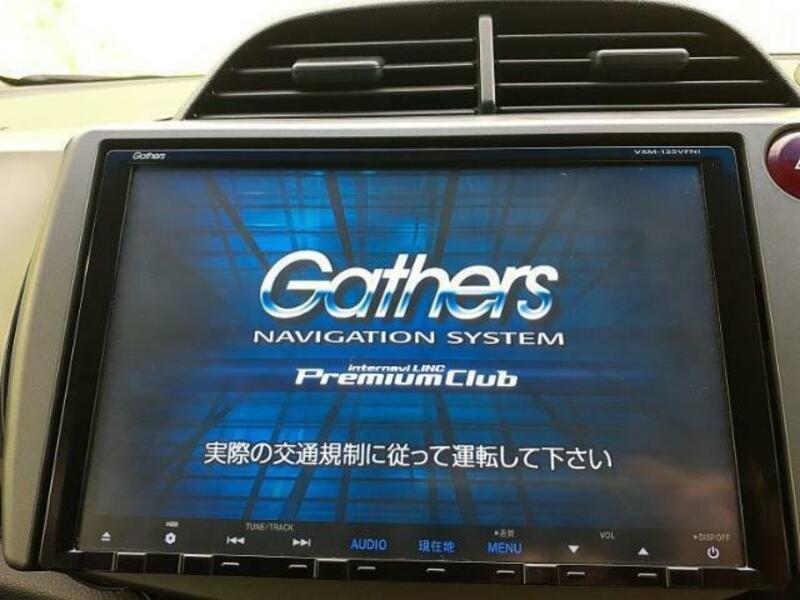 Gathers
VXM-135VFNi
Gathers
NAVIGATION SYSTEM
internavi LINC
Premium Club
実際の交通規制に従って運転して下さい
TUNE/TRACK
AUDIO
現在地
画質
MENU
VOL
DISP OFF